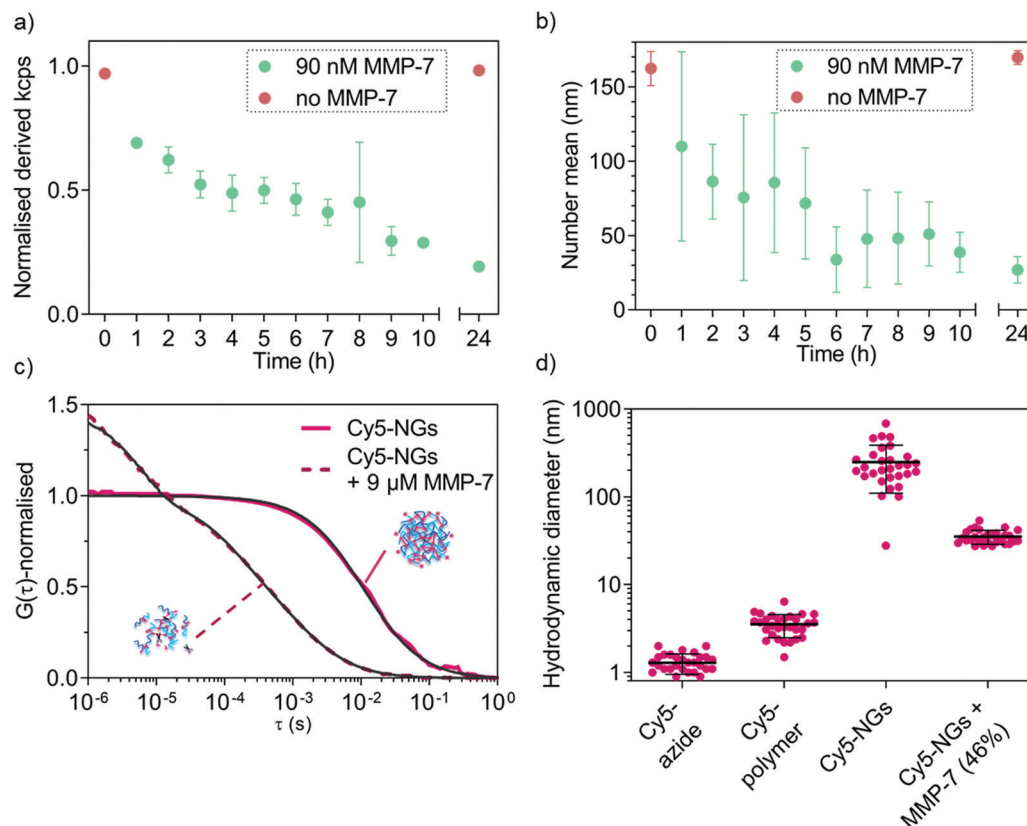 a)
Normalised derived kcps
1.0
0.5
0.0
90 nM MMP-7
no MMP-7
0 1 2 3 4 5 6 7 8 9 10 24
Time (h)
b)
Number mean (nm)
150
100
50
0
90 nM MMP-7
no MMP-7
0 1 2 3 4 5 6 7 8 9 10 24
Time (h)
c)
G(τ)-normalised
1.5
1.0
0.5
0.0
Cy5-NGs
Cy5-NGs
+ 9 µM MMP-7
10⁻⁶ 10⁻⁵ 10⁻⁴ 10⁻³ 10⁻² 10⁻¹ 10⁰
τ (s)
d)
Hydrodynamic diameter (nm)
1000
100
10
1
Cy5-
azide
Cy5-
polymer
Cy5-NGs
Cy5-NGs +
MMP-7 (46%)